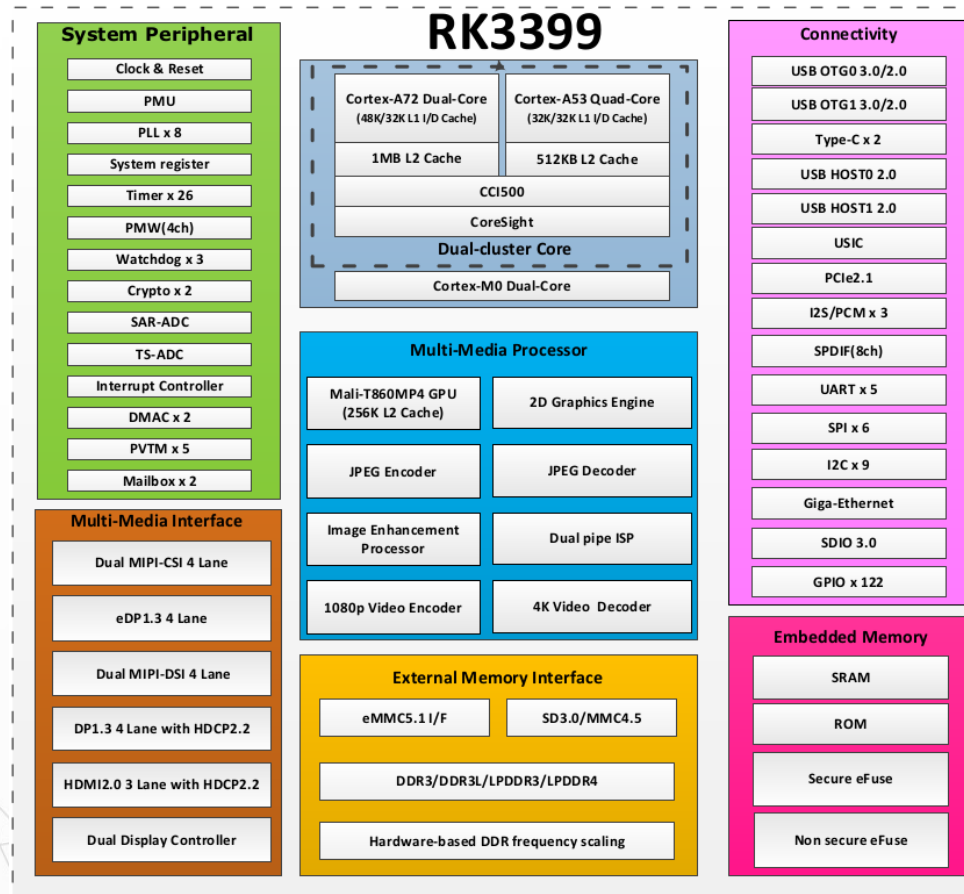 RK3399
System Peripheral
Clock & Reset
PMU
PLL x 8
System register
Timer x 26
PMW(4ch)
Watchdog x 3
Crypto x 2
SAR-ADC
TS-ADC
Interrupt Controller
DMAC x 2
PVTM x 5
Mailbox x 2
Multi-Media Interface
Dual MIPI-CSI 4 Lane
eDP1.3 4 Lane
Dual MIPI-DSI 4 Lane
DP1.3 4 Lane with HDCP2.2
HDMI2.0 3 Lane with HDCP2.2
Dual Display Controller
Cortex-A72 Dual-Core
(48K/32K L1 I/D Cache)
1MB L2 Cache
Cortex-A53 Quad-Core
(32K/32K L1 I/D Cache)
512KB L2 Cache
CCI500
CoreSight
Dual-cluster Core
Cortex-M0 Dual-Core
Multi-Media Processor
Mali-T860MP4 GPU
(256K L2 Cache)
2D Graphics Engine
JPEG Encoder
JPEG Decoder
Image Enhancement
Processor
Dual pipe ISP
1080p Video Encoder
4K Video Decoder
External Memory Interface
eMMC5.1 I/F
SD3.0/MMC4.5
DDR3/DDR3L/LPDDR3/LPDDR4
Hardware-based DDR frequency scaling
Connectivity
USB OTG0 3.0/2.0
USB OTG1 3.0/2.0
Type-C x 2
USB HOST0 2.0
USB HOST1 2.0
USIC
PCIe2.1
I2S/PCM x 3
SPDIF(8ch)
UART x 5
SPI x 6
I2C x 9
Giga-Ethernet
SDIO 3.0
GPIO x 122
Embedded Memory
SRAM
ROM
Secure eFuse
Non secure eFuse